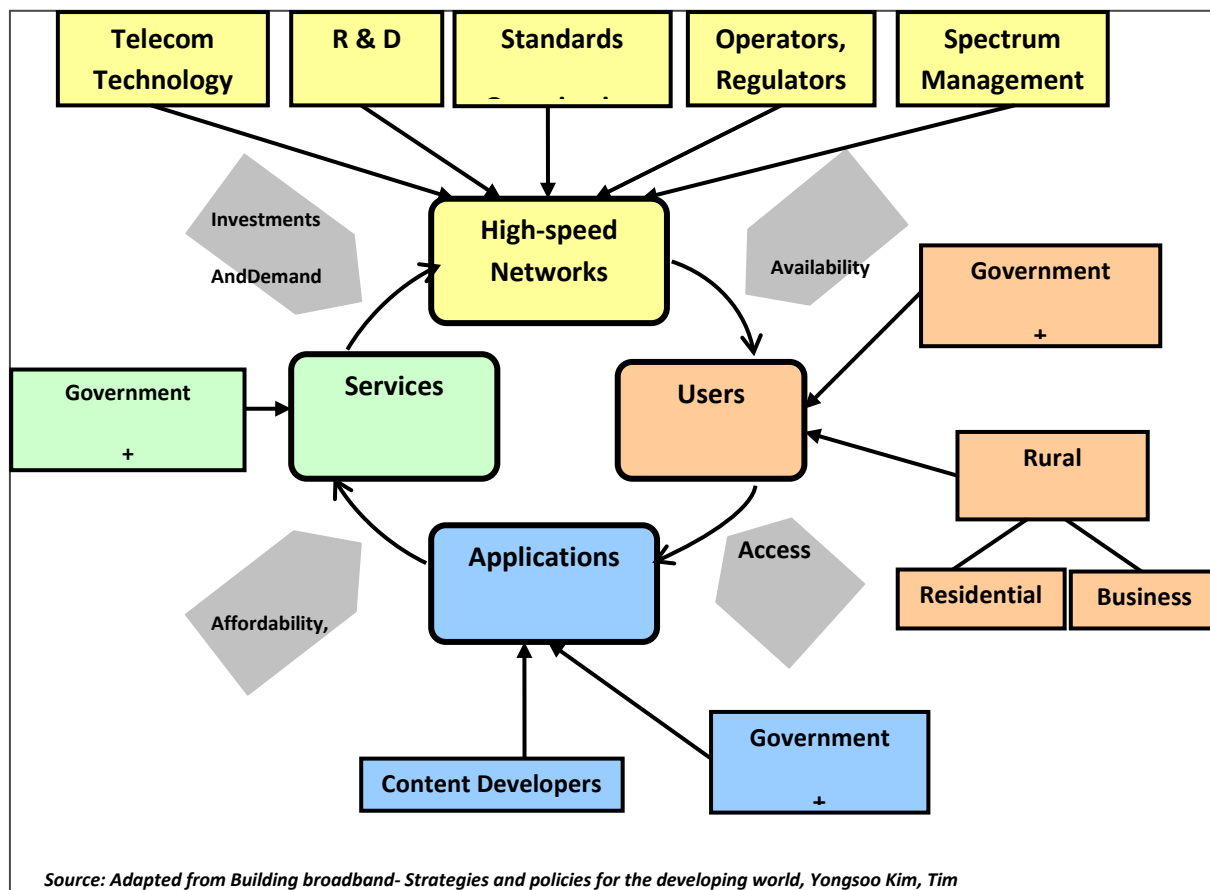 Telecom
Technology
R & D
Standards
Operators,
Regulators
Spectrum
Management
Investments
AndDemand
High-speed
Networks
Availability
Government
+
Government
+
Services
Users
Rural
Residential
Business
Applications
Access
Affordability,
Content Developers
Government
+
Source: Adapted from Building broadband- Strategies and policies for the developing world, Yongsoo Kim, Tim